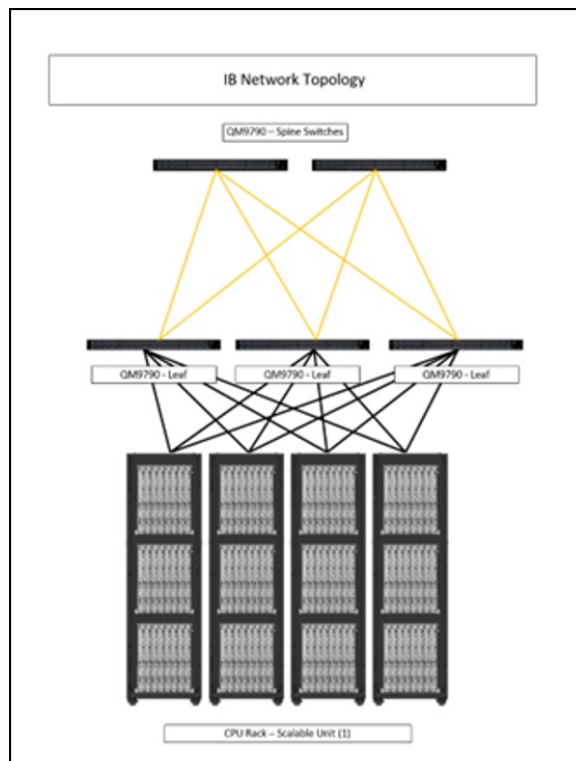 IB Network Topology
QM9790 – Spine Switches
QM9790 - Leaf
QM9790 - Leaf
QM9790 - Leaf
CPU Rack – Scalable Unit (1)